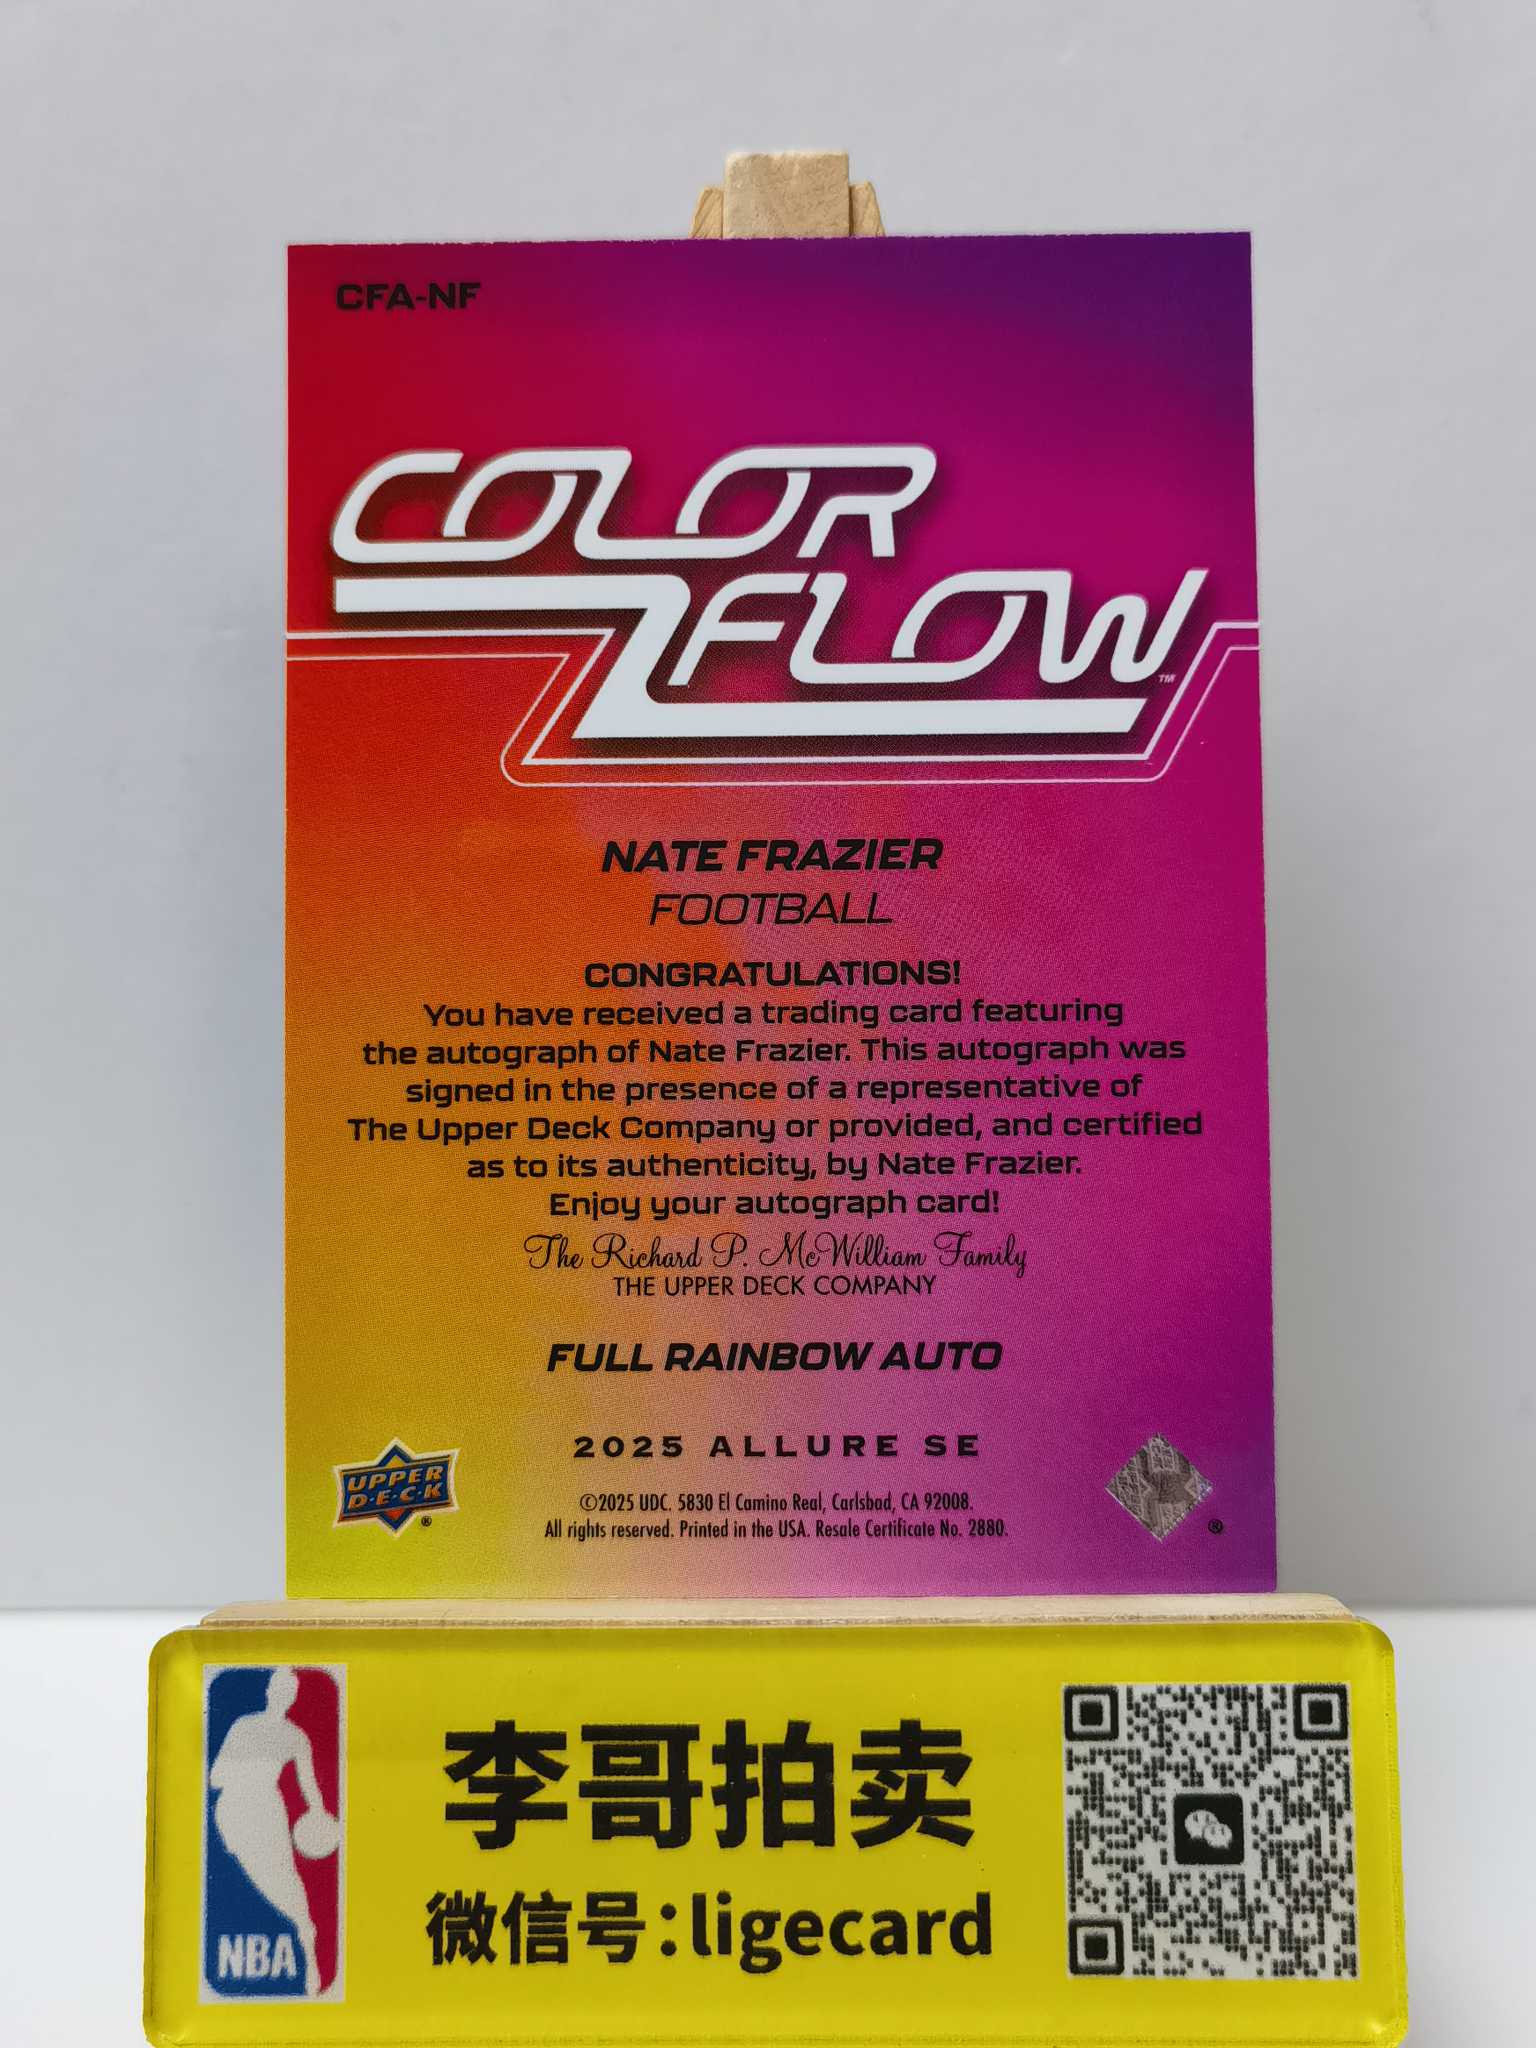 CFA-NF
COLOR
FLOW™
NATE FRAZIER
FOOTBALL
CONGRATULATIONS!
You have received a trading card featuring
the autograph of Nate Frazier. This autograph was
signed in the presence of a representative of
The Upper Deck Company or provided, and certified
as to its authenticity, by Nate Frazier.
Enjoy your autograph card!
The Richard P. McWilliam Family
THE UPPER DECK COMPANY
FULL RAINBOW AUTO
2025 ALLURE SE
UPPER
D·E·C·K
®
©2025 UDC. 5830 El Camino Real, Carlsbad, CA 92008.
All rights reserved. Printed in the USA. Resale Certificate No. 2880.
®
NBA
李哥拍卖
微信号:ligecard